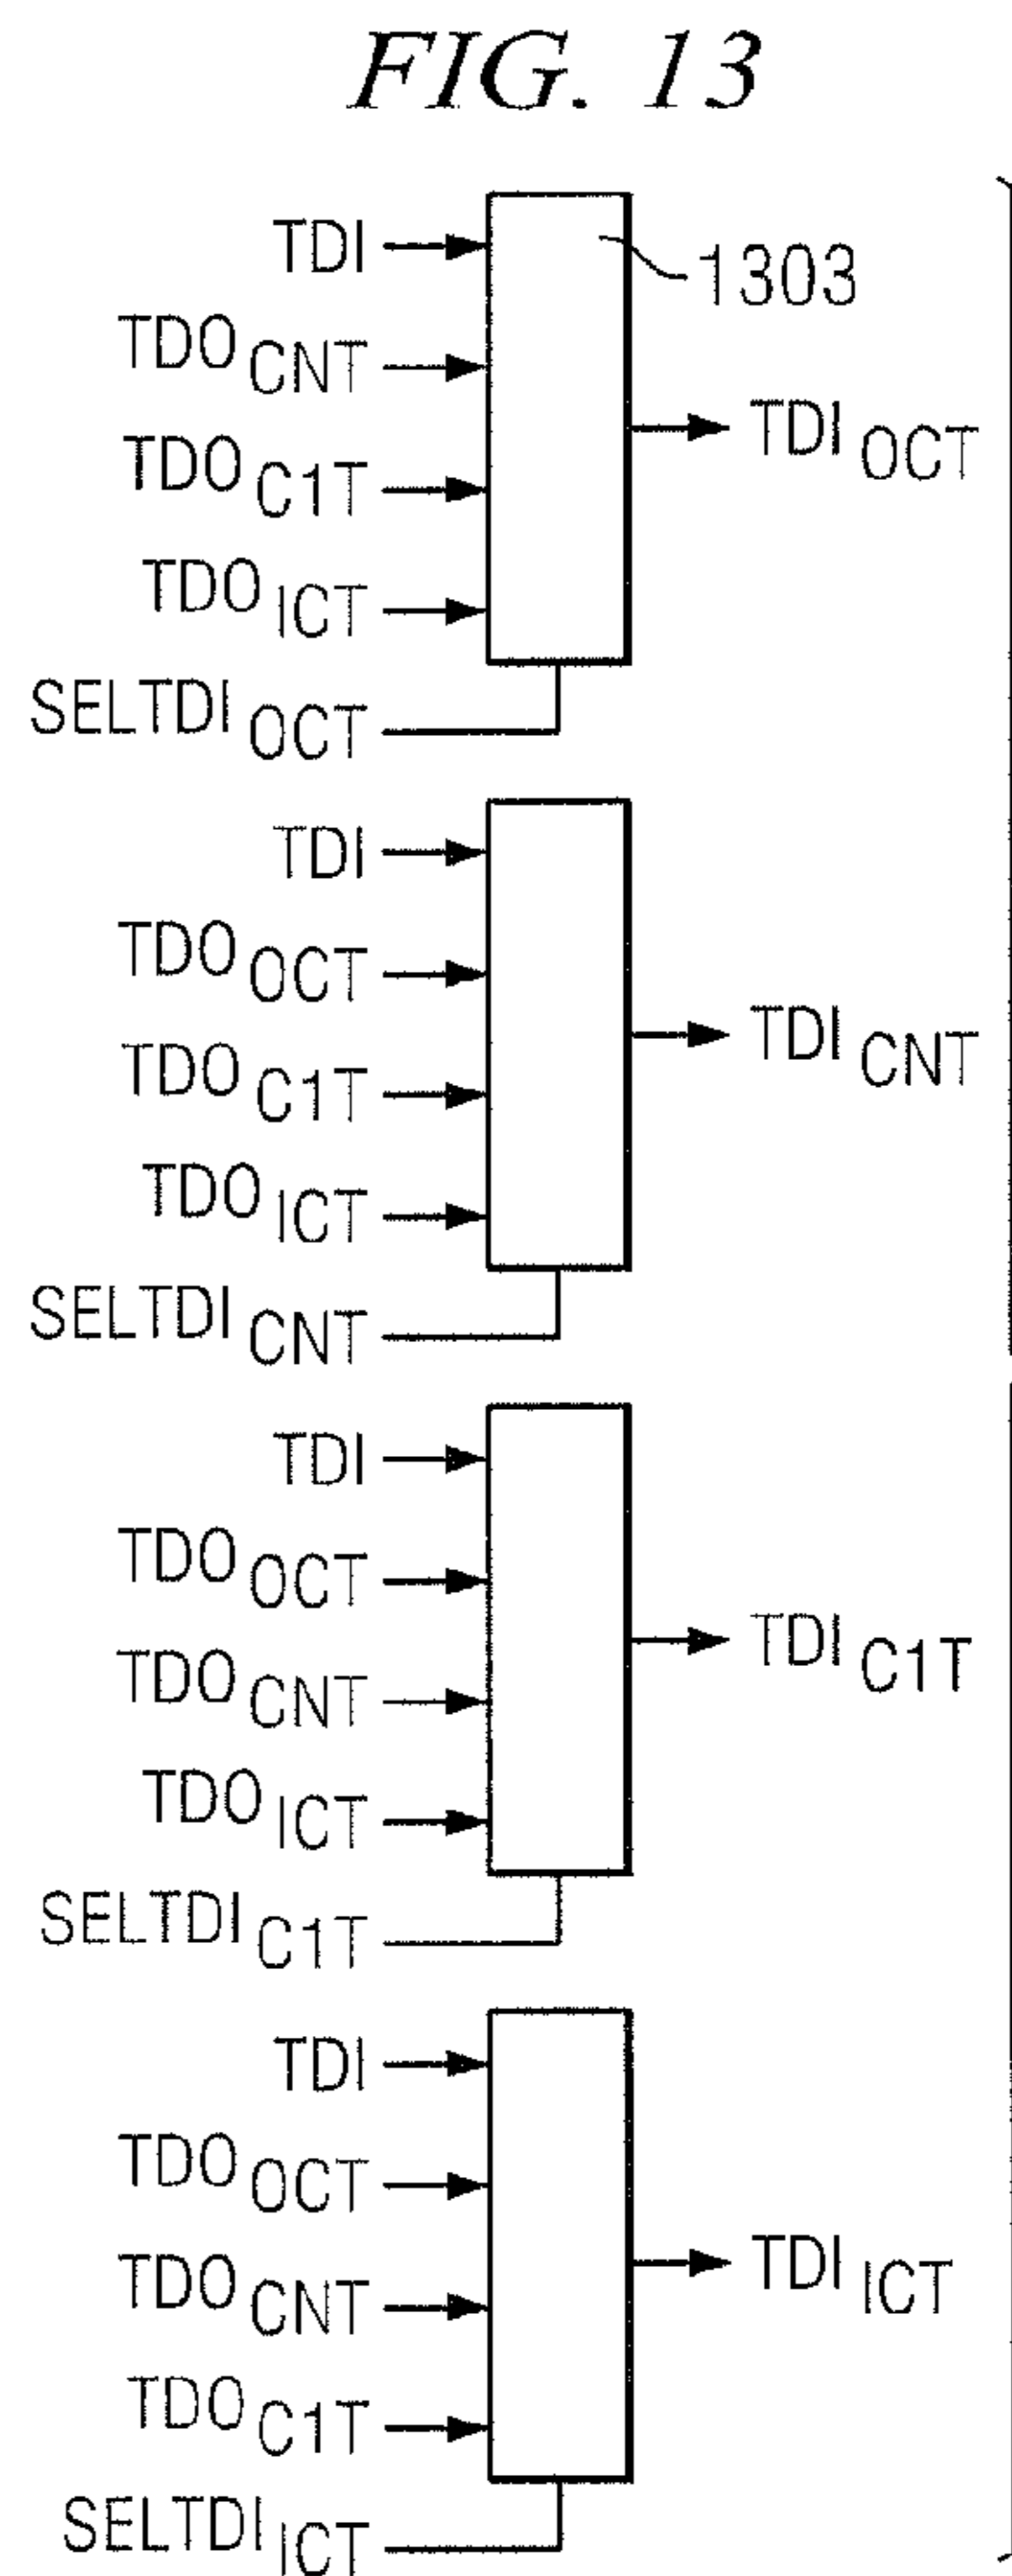 FIG. 13
TDI
1303
TDO CNT
TDI OCT
TDO C1T
TDO ICT
SELTDI OCT
TDI
TDO OCT
TDI CNT
TDO C1T
TDO ICT
SELTDI CNT
TDI
TDO OCT
TDI C1T
TDO CNT
TDO ICT
SELTDI C1T
TDI
TDO OCT
TDI ICT
TDO CNT
TDO C1T
SELTDI ICT